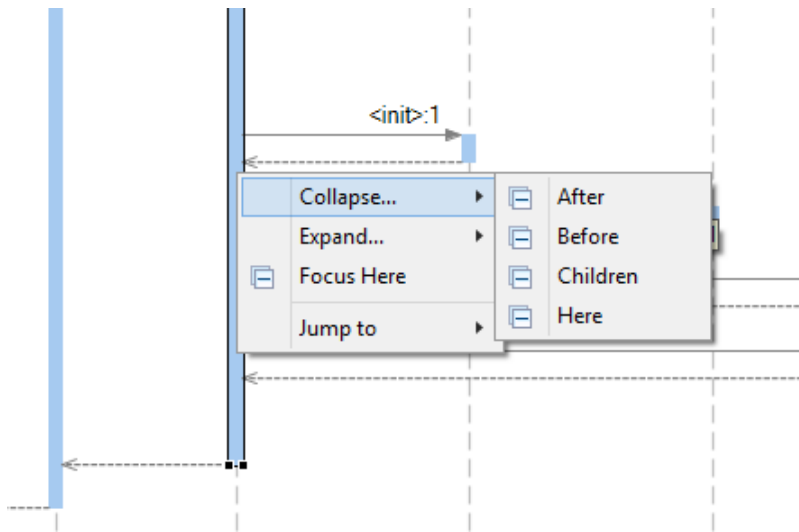 <init>:1
Collapse...
Expand...
Focus Here
Jump to
After
Before
Children
Here